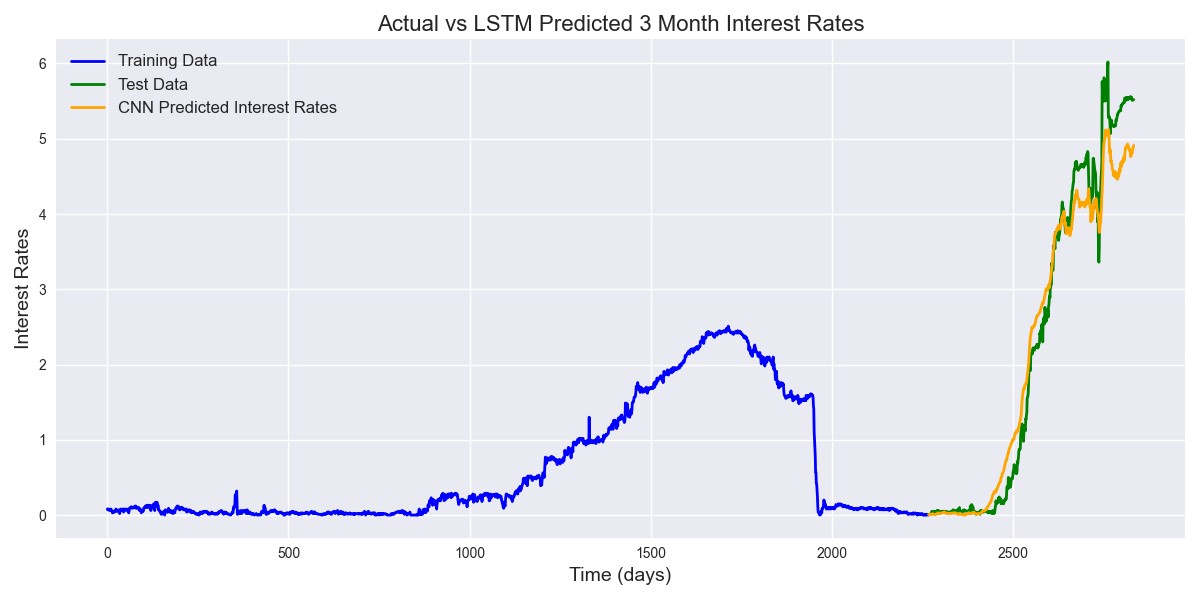 Actual vs LSTM Predicted 3 Month Interest Rates
Training Data
Test Data
CNN Predicted Interest Rates
Interest Rates
6
5
4
3
2
1
0
0 500 1000 1500 2000 2500
Time (days)